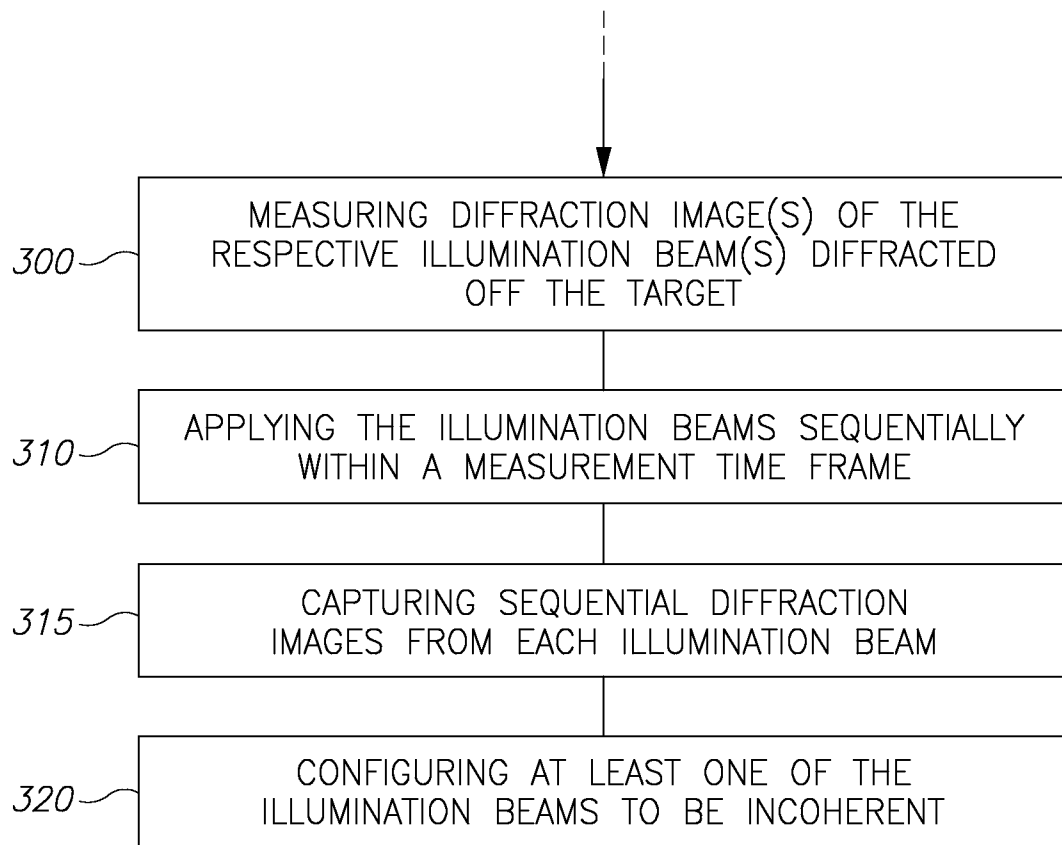 300
MEASURING DIFFRACTION IMAGE(S) OF THE
RESPECTIVE ILLUMINATION BEAM(S) DIFFRACTED
OFF THE TARGET
310
APPLYING THE ILLUMINATION BEAMS SEQUENTIALLY
WITHIN A MEASUREMENT TIME FRAME
315
CAPTURING SEQUENTIAL DIFFRACTION
IMAGES FROM EACH ILLUMINATION BEAM
320
CONFIGURING AT LEAST ONE OF THE
ILLUMINATION BEAMS TO BE INCOHERENT